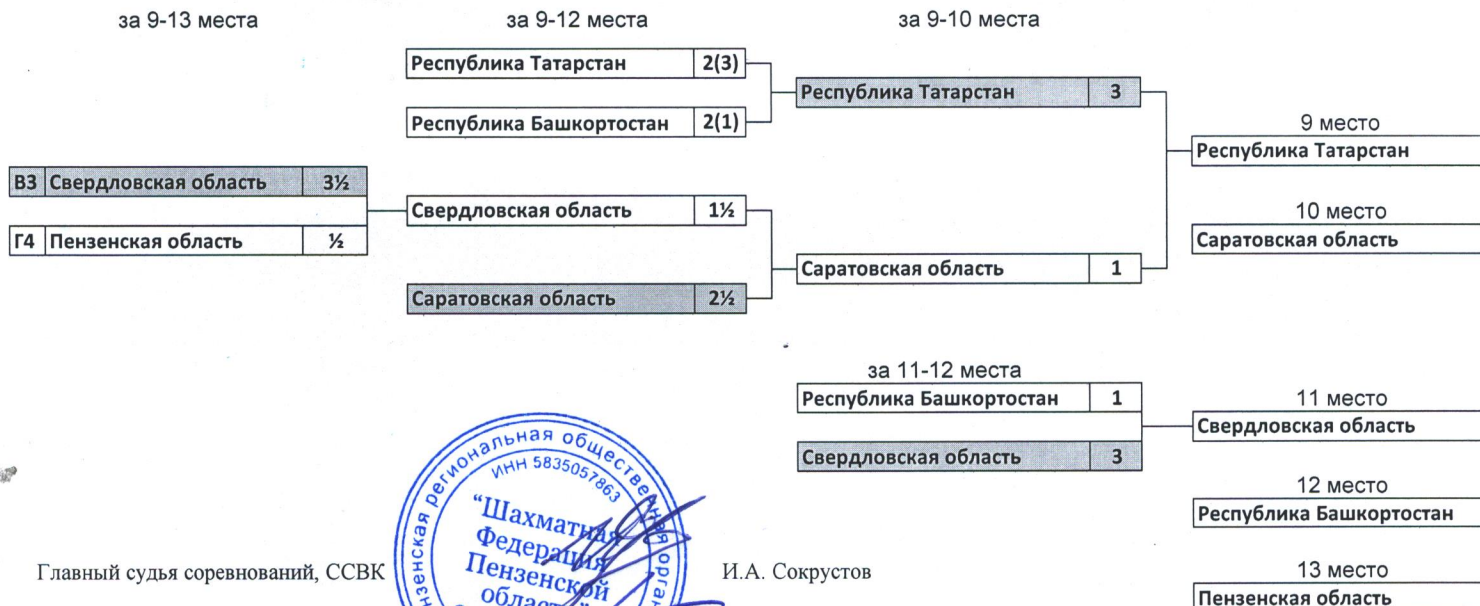 за 9-13 места
за 9-12 места
за 9-10 места
Республика Татарстан 2(3)
Республика Башкортостан 2(1)
Республика Татарстан 3
9 место
Республика Татарстан
В3 Свердловская область 3½
Г4 Пензенская область ½
Свердловская область 1½
Саратовская область 2½
Саратовская область 1
10 место
Саратовская область
за 11-12 места
Республика Башкортостан 1
Свердловская область 3
11 место
Свердловская область
12 место
Республика Башкортостан
13 место
Пензенская область
Главный судья соревнований, ССВК
И.А. Сокрустов
региональная общественная
ИНН 5835057863
"Шахматная
Федерация
Пензенской